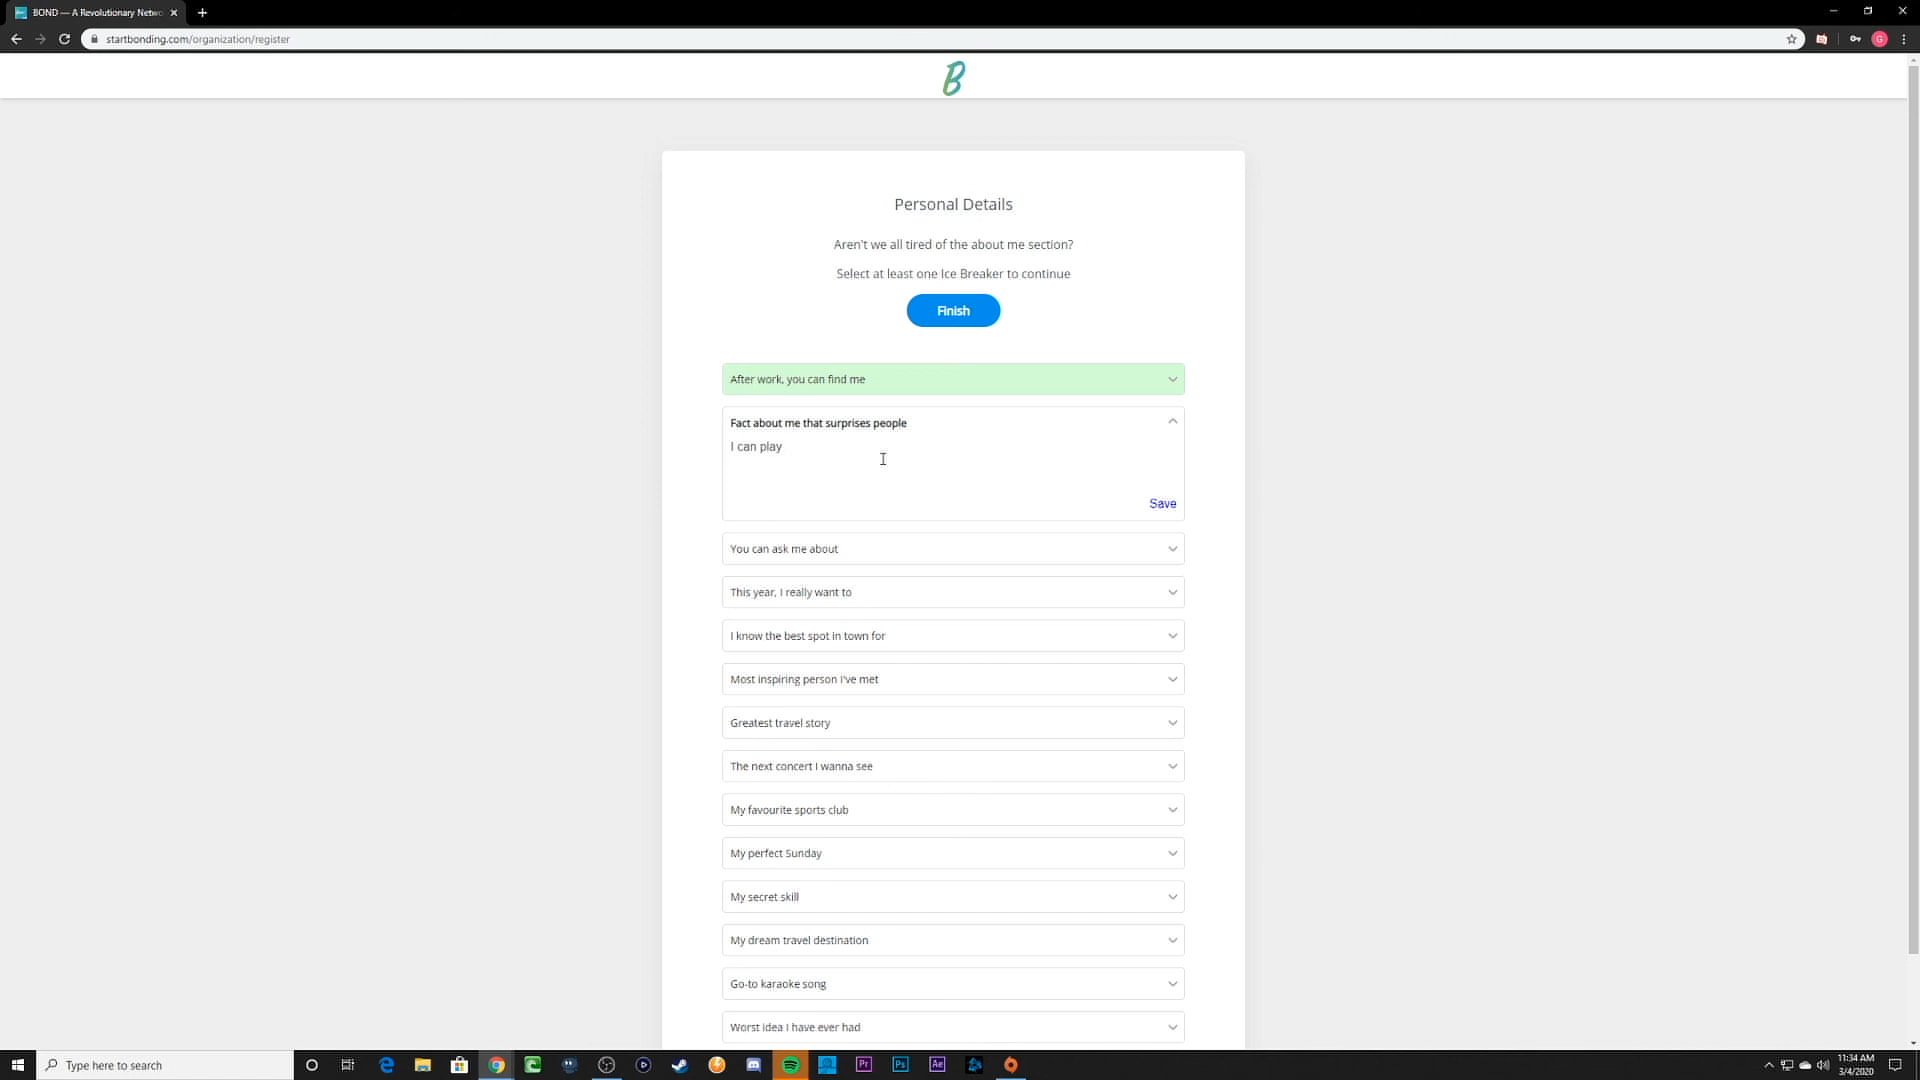 BOND — A Revolutionary Netwo
startbonding.com/organization/register
G
B
Personal Details
Aren't we all tired of the about me section?
Select at least one Ice Breaker to continue
Finish
After work, you can find me
Fact about me that surprises people
I can play
Save
You can ask me about
This year, I really want to
I know the best spot in town for
Most inspiring person I've met
Greatest travel story
The next concert I wanna see
My favourite sports club
My perfect Sunday
My secret skill
My dream travel destination
Go-to karaoke song
Worst idea I have ever had
Type here to search
Pr
Ps
Ae
11:34 AM
3/4/2020